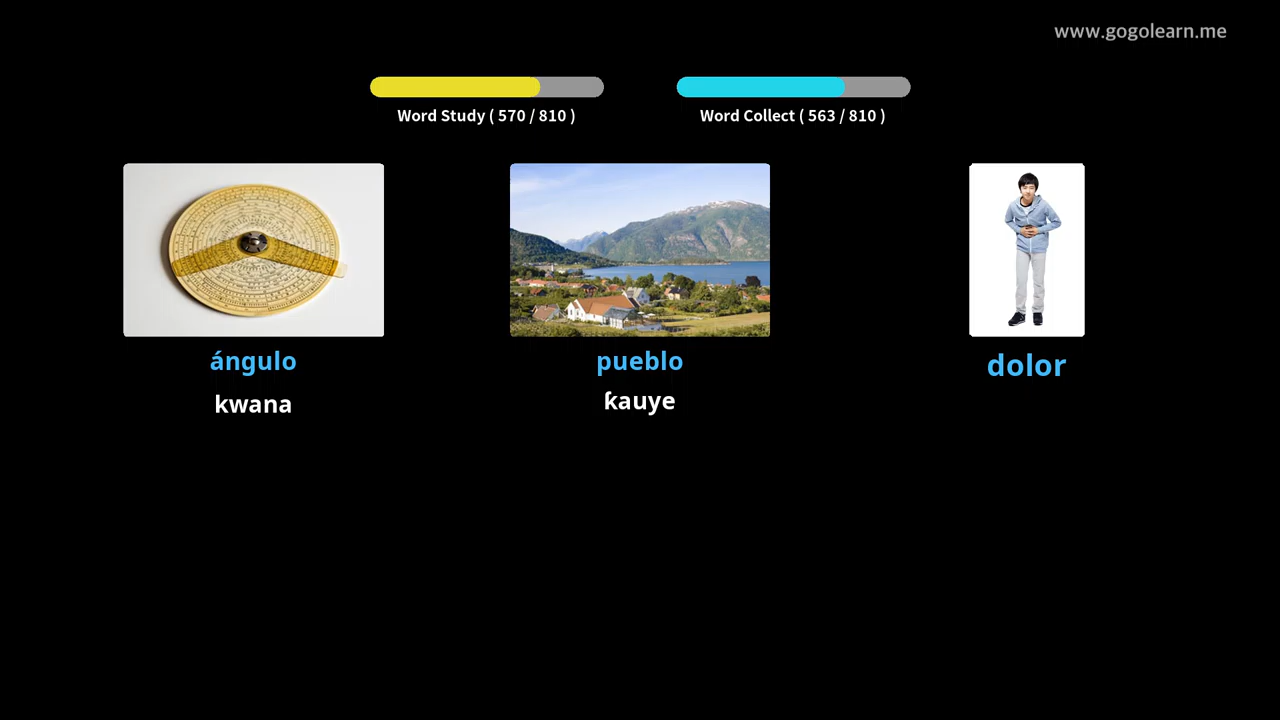 www.gogolearn.me
Word Study ( 570 / 810 )
Word Collect ( 563 / 810 )
ángulo
kwana
pueblo
ƙauye
dolor